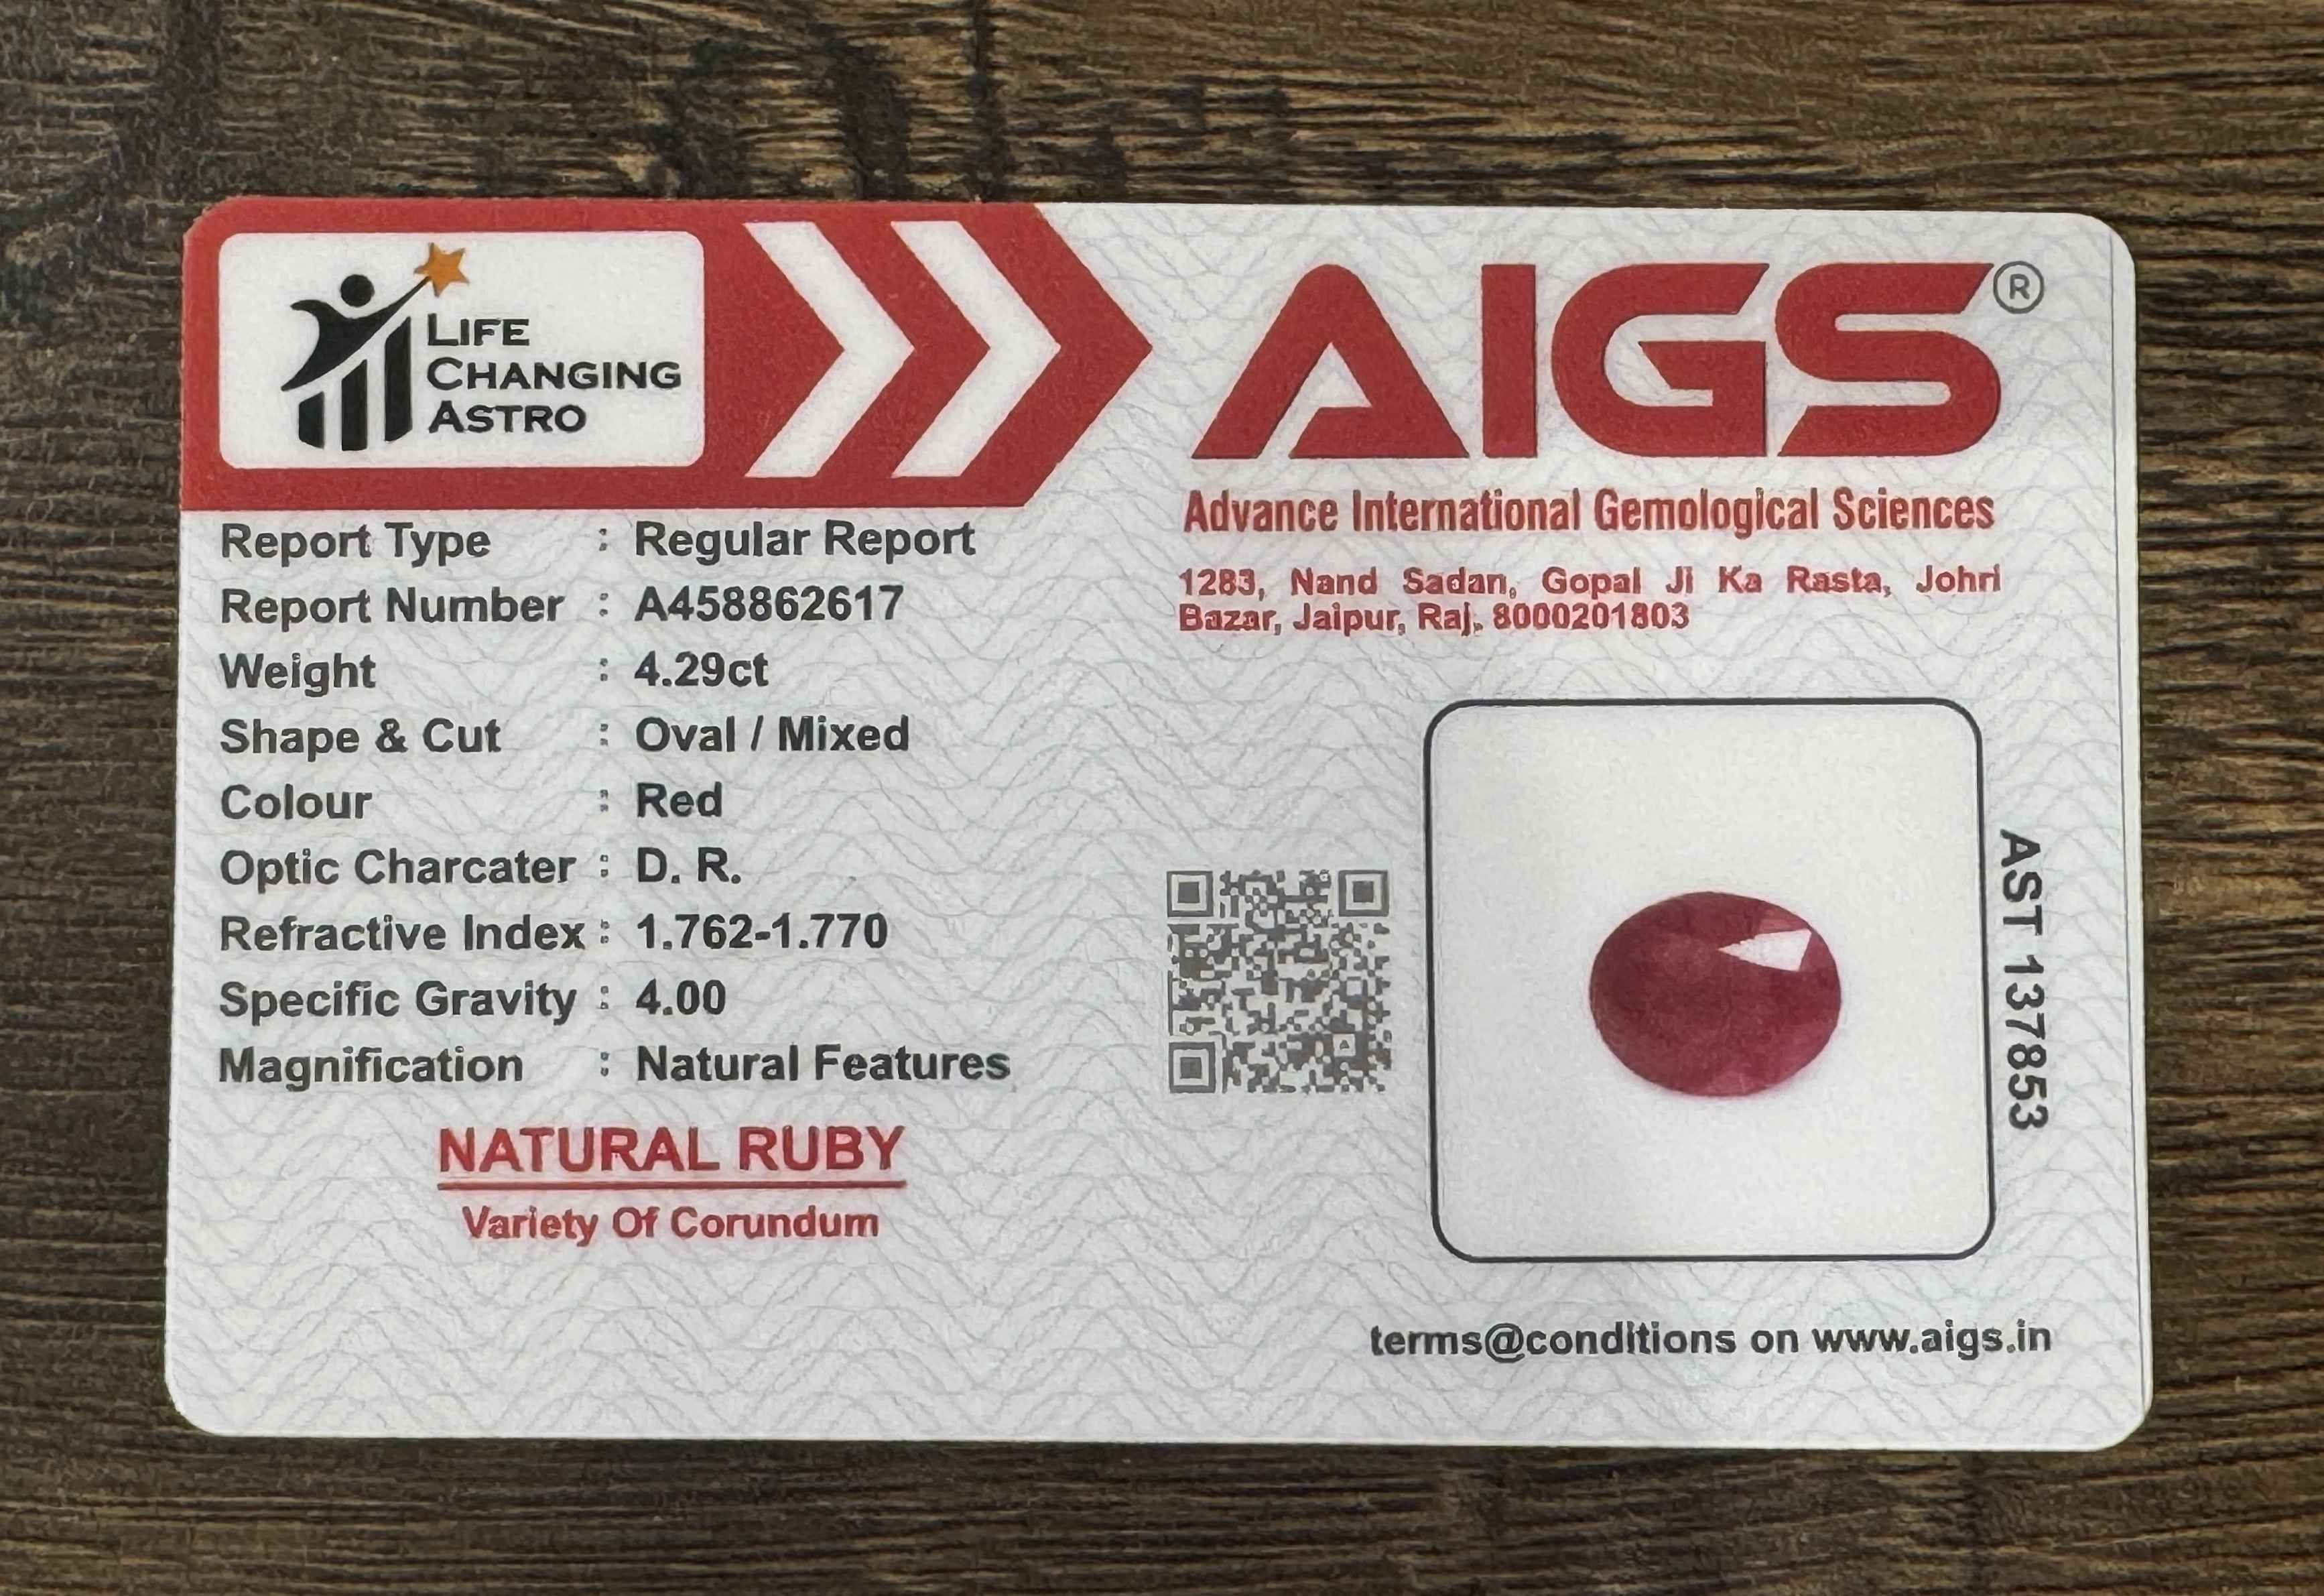 LIFE
CHANGING
ASTRO
AIGS®
Advance International Gemological Sciences
1283, Nand Sadan, Gopal Ji Ka Rasta, Johri
Bazar, Jaipur, Raj. 8000201803
Report Type : Regular Report
Report Number : A458862617
Weight : 4.29ct
Shape & Cut : Oval / Mixed
Colour : Red
Optic Charcater : D. R.
Refractive Index : 1.762-1.770
Specific Gravity : 4.00
Magnification : Natural Features
NATURAL RUBY
Variety Of Corundum
AST 137853
terms@conditions on www.aigs.in